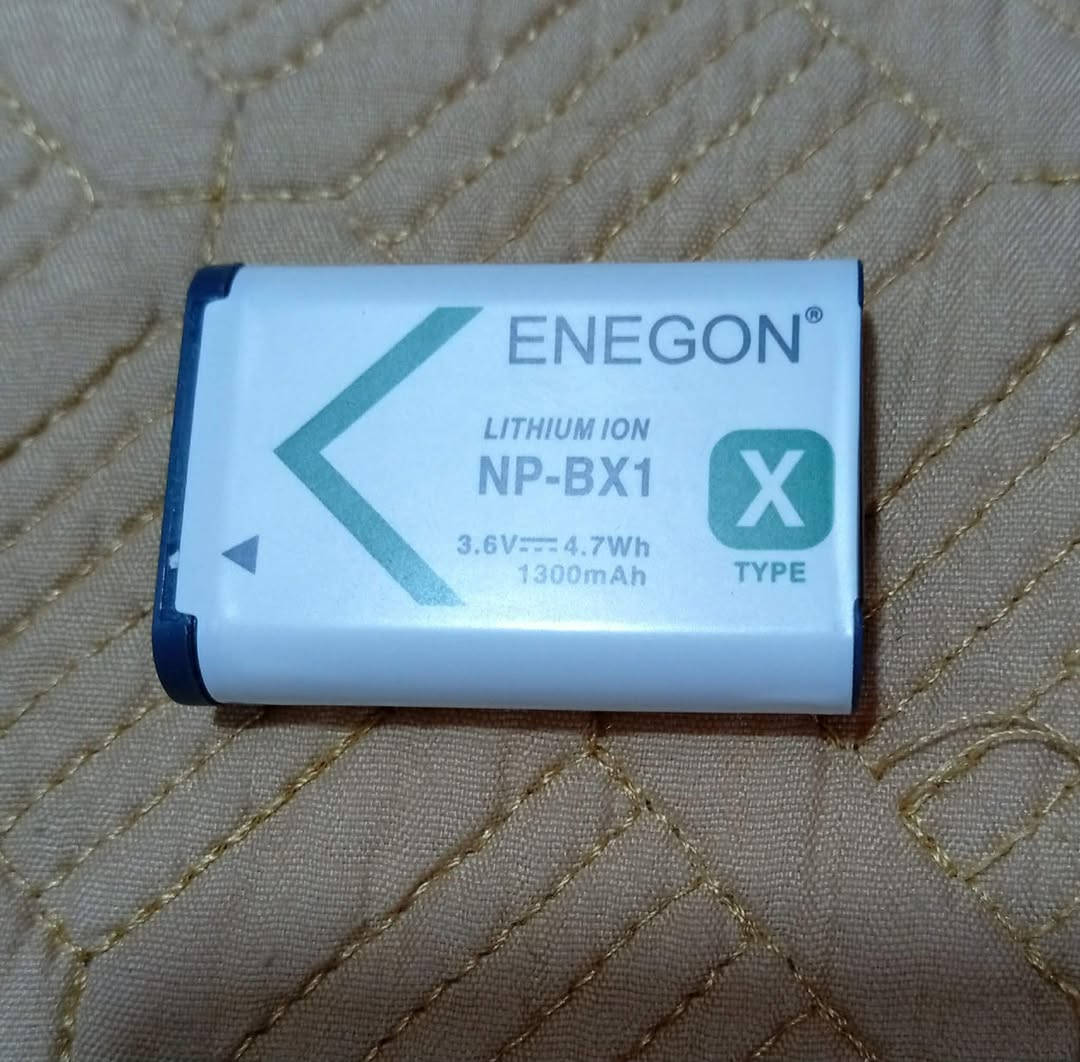 ENEGON®
LITHIUM ION
NP-BX1
3.6V⎓4.7Wh
1300mAh
X
TYPE